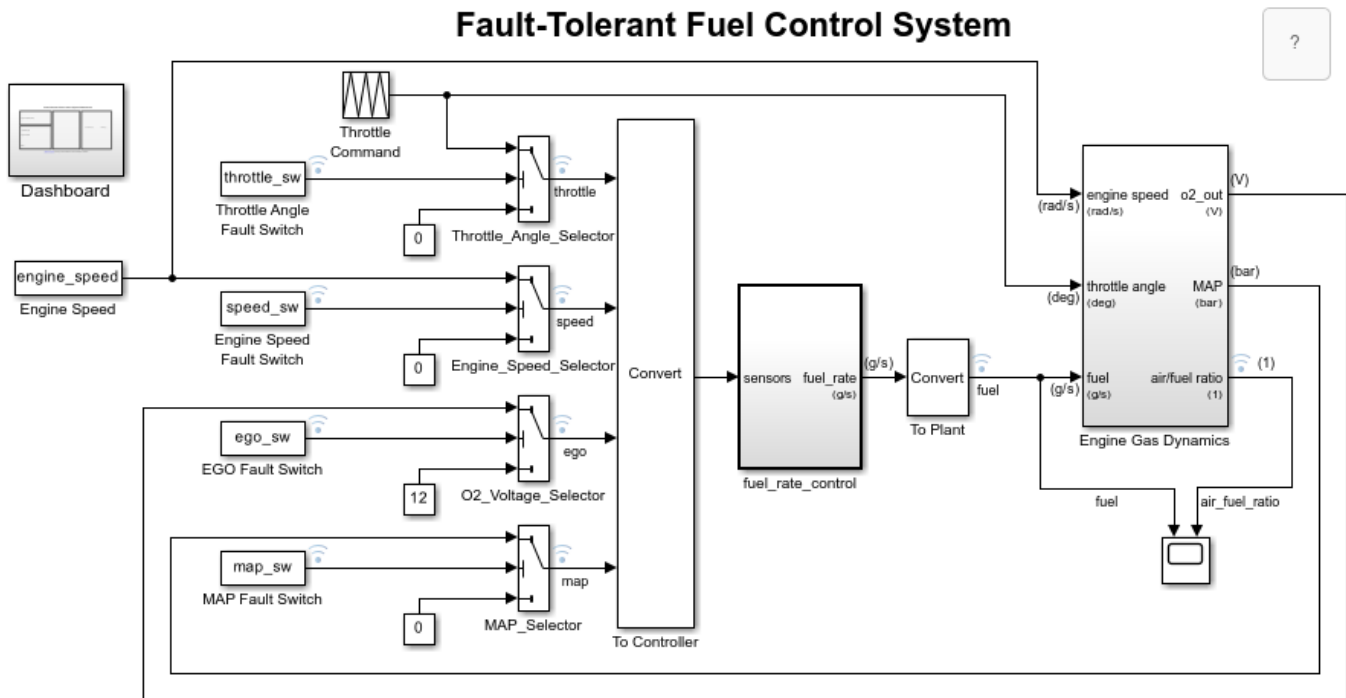 Fault-Tolerant Fuel Control System
?
Dashboard
Throttle
Command
throttle_sw
Throttle Angle
Fault Switch
0
throttle
Throttle_Angle_Selector
engine_speed
Engine Speed
speed_sw
Engine Speed
Fault Switch
0
speed
Engine_Speed_Selector
ego_sw
EGO Fault Switch
12
ego
O2_Voltage_Selector
map_sw
MAP Fault Switch
0
map
MAP_Selector
Convert
To Controller
sensors
fuel_rate
(g/s)
fuel_rate_control
(g/s)
Convert
To Plant
fuel
(rad/s)
(deg)
(g/s)
engine speed
(rad/s)
throttle angle
(deg)
fuel
(g/s)
o2_out
(V)
MAP
(bar)
air/fuel ratio
(1)
Engine Gas Dynamics
(V)
(bar)
(1)
fuel
air_fuel_ratio